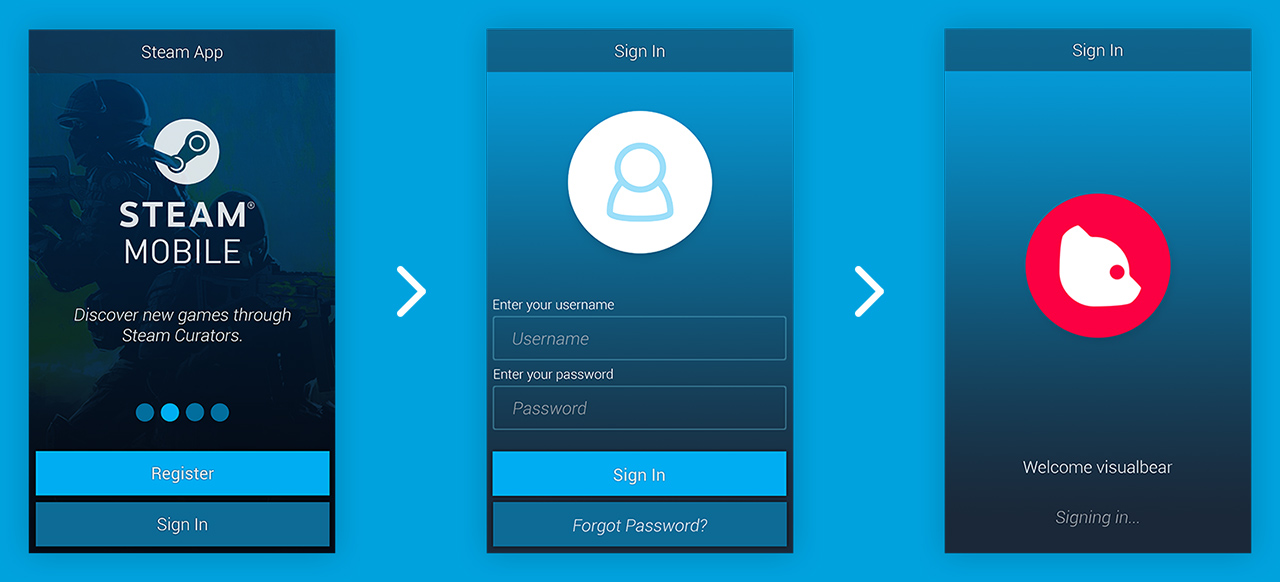 Steam App
STEAM®
MOBILE
Discover new games through
Steam Curators.
Register
Sign In
Sign In
Enter your username
Username
Enter your password
Password
Sign In
Forgot Password?
Sign In
Welcome visualbear
Signing in...